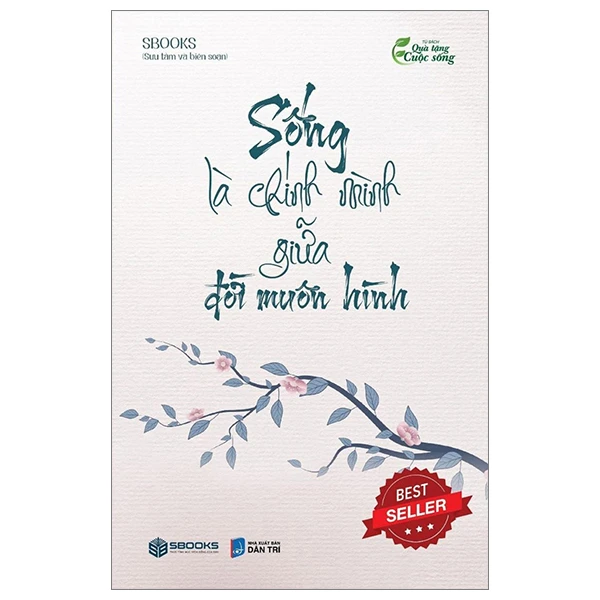 SBOOKS
(Sưu tầm và biên soạn)
TỦ SÁCH
Quà tặng
Cuộc sống
Sống
là chính mình
giữa
đời muôn hình
BEST
SELLER
SBOOKS
NHÀ XUẤT BẢN
DÂN TRÍ